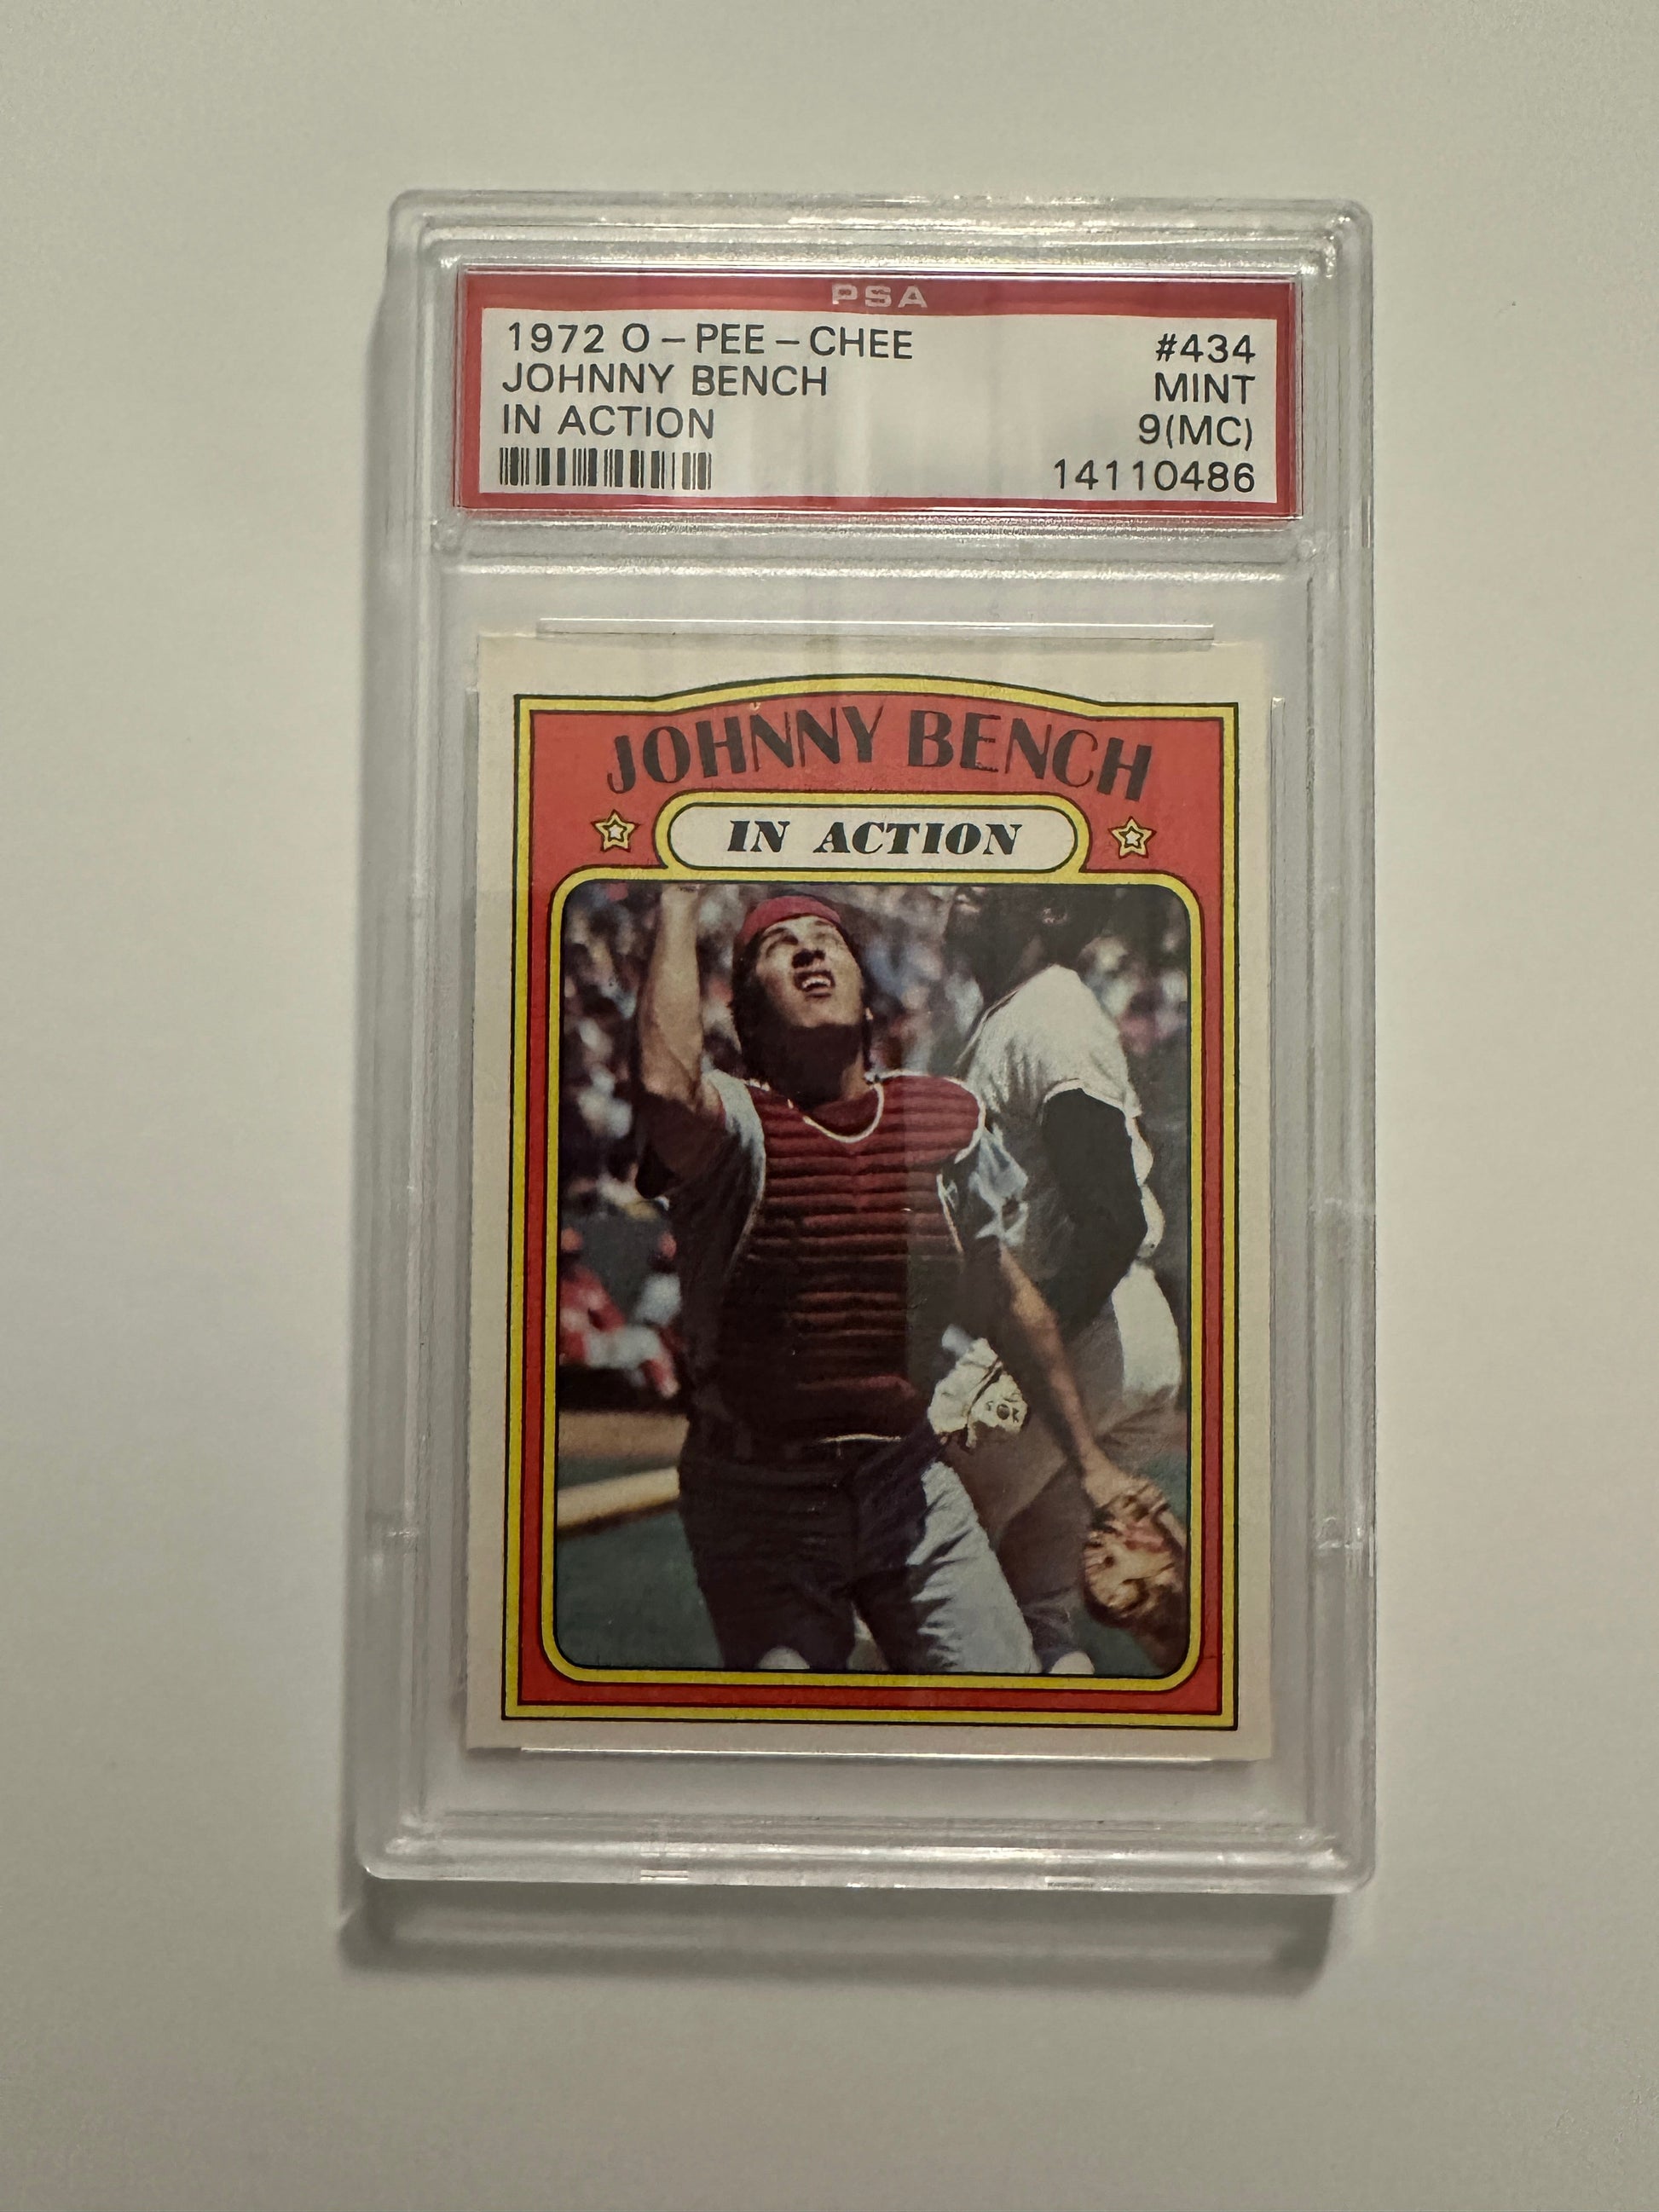 PSA
1972 O-PEE-CHEE #434
JOHNNY BENCH MINT
IN ACTION 9(MC)
14110486
JOHNNY BENCH
IN ACTION